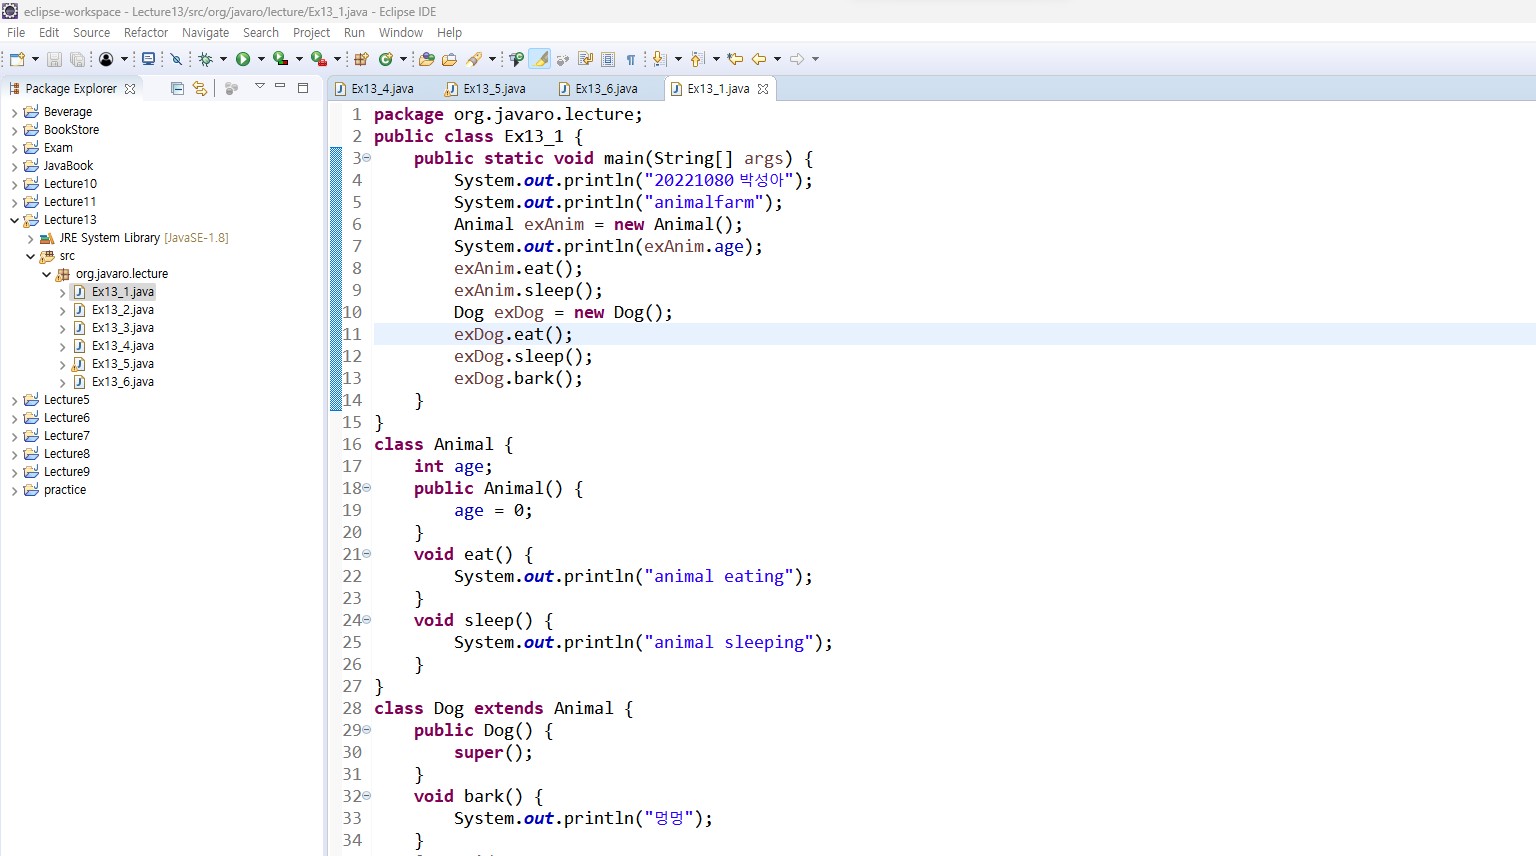 eclipse-workspace - Lecture13/src/org/javaro/lecture/Ex13_1.java - Eclipse IDE
File Edit Source Refactor Navigate Search Project Run Window Help
Package Explorer
Beverage
BookStore
Exam
JavaBook
Lecture10
Lecture11
Lecture13
JRE System Library [JavaSE-1.8]
src
org.javaro.lecture
Ex13_1.java
Ex13_2.java
Ex13_3.java
Ex13_4.java
Ex13_5.java
Ex13_6.java
Lecture5
Lecture6
Lecture7
Lecture8
Lecture9
practice
Ex13_4.java Ex13_5.java Ex13_6.java Ex13_1.java
1 package org.javaro.lecture;
2 public class Ex13_1 {
3 public static void main(String[] args) {
4 System.out.println("20221080 박성아");
5 System.out.println("animalfarm");
6 Animal exAnim = new Animal();
7 System.out.println(exAnim.age);
8 exAnim.eat();
9 exAnim.sleep();
10 Dog exDog = new Dog();
11 exDog.eat();
12 exDog.sleep();
13 exDog.bark();
14 }
15 }
16 class Animal {
17 int age;
18 public Animal() {
19 age = 0;
20 }
21 void eat() {
22 System.out.println("animal eating");
23 }
24 void sleep() {
25 System.out.println("animal sleeping");
26 }
27 }
28 class Dog extends Animal {
29 public Dog() {
30 super();
31 }
32 void bark() {
33 System.out.println("멍멍");
34 }